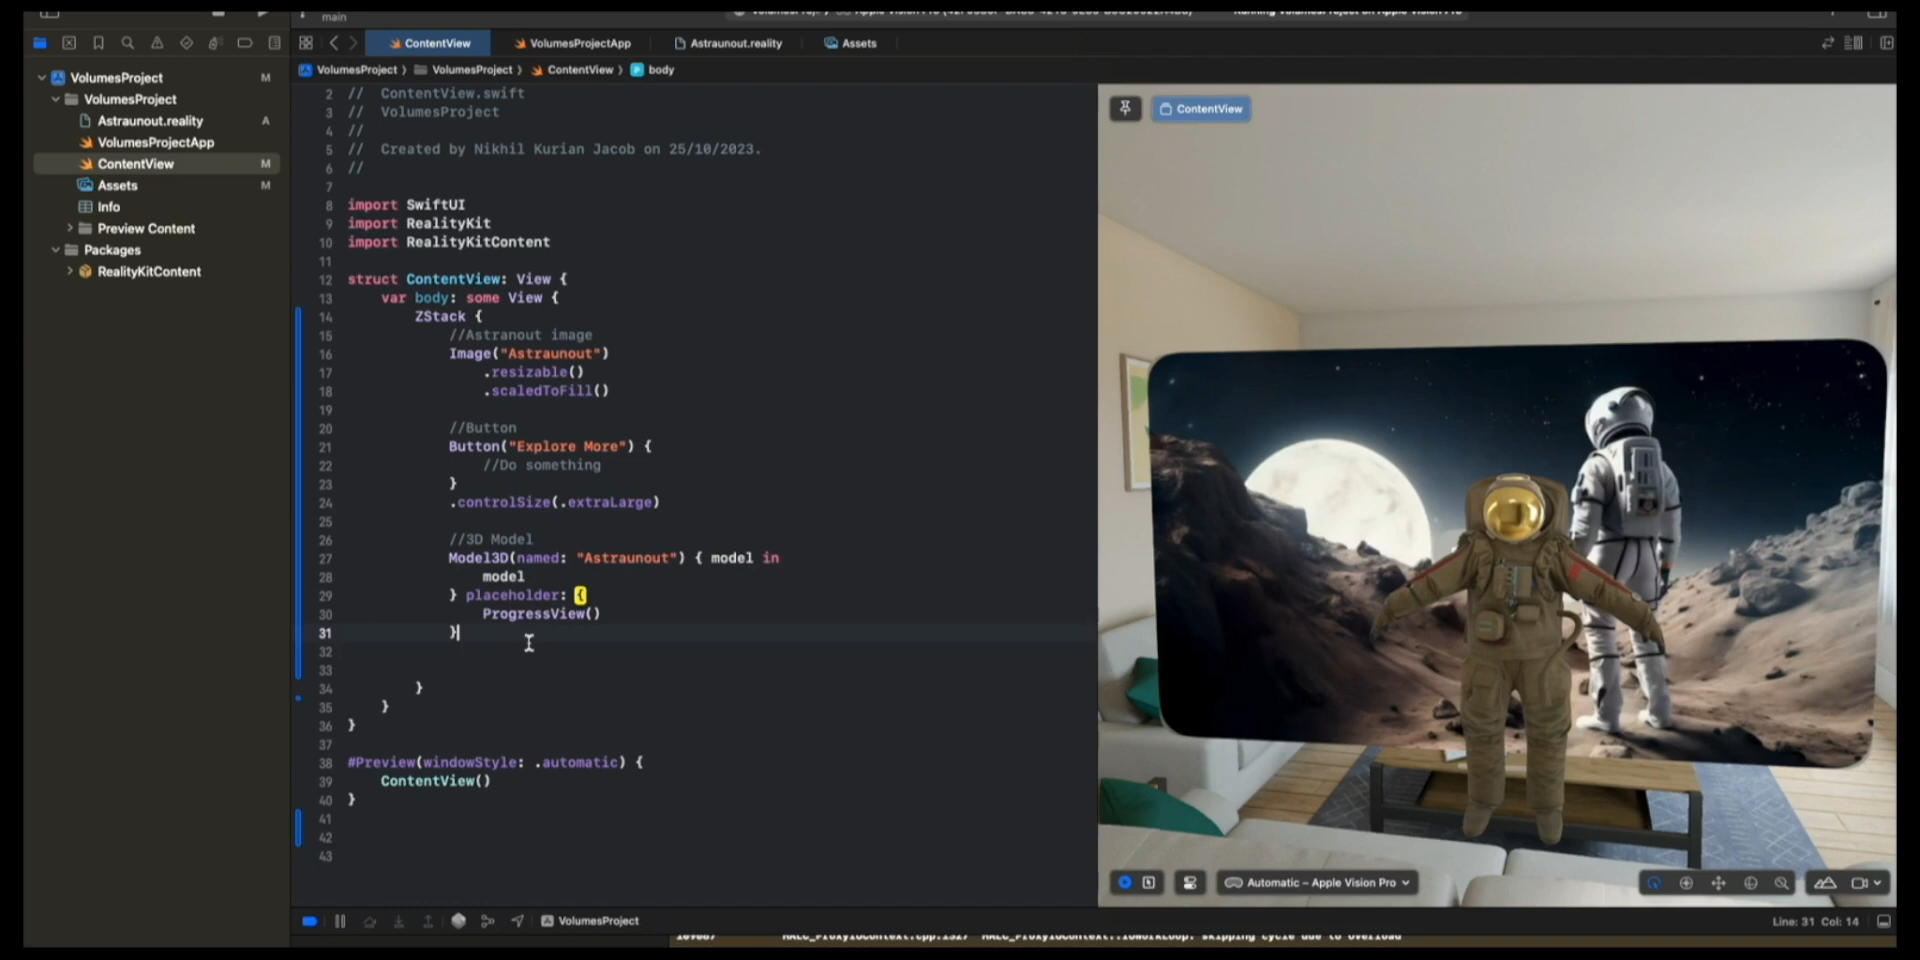 main
ContentView
VolumesProjectApp
Astraunout.reality
Assets
VolumesProject M
VolumesProject
Astraunout.reality A
VolumesProjectApp
ContentView M
Assets M
Info
Preview Content
Packages
RealityKitContent
VolumesProject 〉 VolumesProject 〉 ContentView 〉 body
2 //  ContentView.swift
3 //  VolumesProject
4 //
5 //  Created by Nikhil Kurian Jacob on 25/10/2023.
6 //
7
8 import SwiftUI
9 import RealityKit
10 import RealityKitContent
11
12 struct ContentView: View {
13     var body: some View {
14         ZStack {
15             //Astranout image
16             Image("Astraunout")
17                 .resizable()
18                 .scaledToFill()
19
20             //Button
21             Button("Explore More") {
22                 //Do something
23             }
24             .controlSize(.extraLarge)
25
26             //3D Model
27             Model3D(named: "Astraunout") { model in
28                 model
29             } placeholder: {
30                 ProgressView()
31             }
32
33
34         }
35     }
36 }
37
38 #Preview(windowStyle: .automatic) {
39     ContentView()
40 }
41
42
43
ContentView
Automatic – Apple Vision Pro
VolumesProject
Line: 31 Col: 14
skipping cycle due to overload